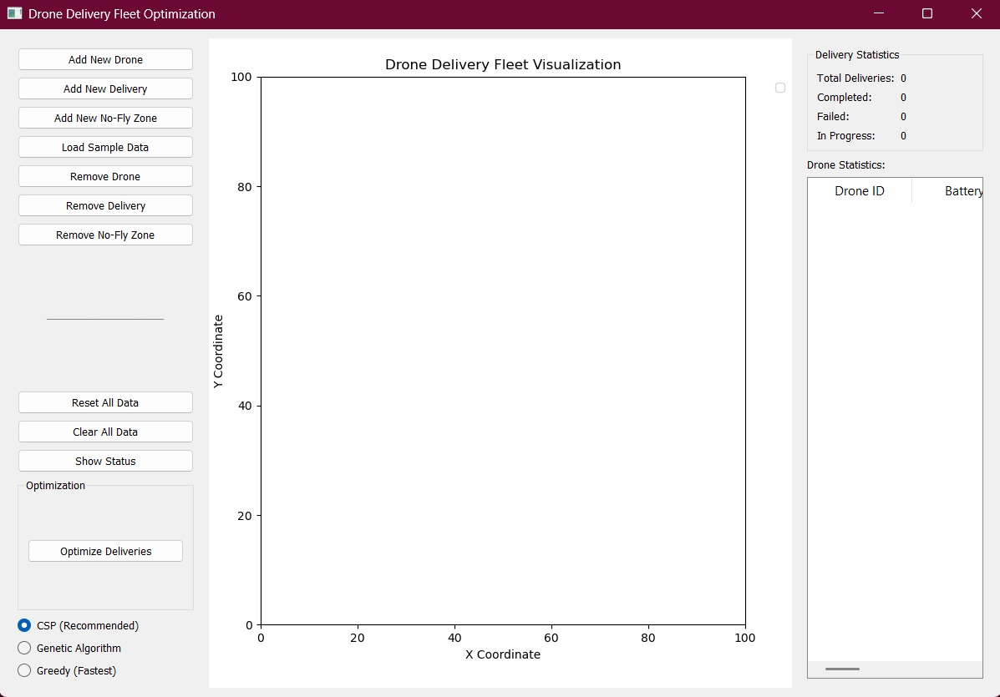 Drone Delivery Fleet Optimization
Add New Drone
Add New Delivery
Add New No-Fly Zone
Load Sample Data
Remove Drone
Remove Delivery
Remove No-Fly Zone
Reset All Data
Clear All Data
Show Status
Optimization
Optimize Deliveries
CSP (Recommended)
Genetic Algorithm
Greedy (Fastest)
Drone Delivery Fleet Visualization
100
80
60
40
20
0
Y Coordinate
0 20 40 60 80 100
X Coordinate
Delivery Statistics
Total Deliveries: 0
Completed: 0
Failed: 0
In Progress: 0
Drone Statistics:
Drone ID Battery